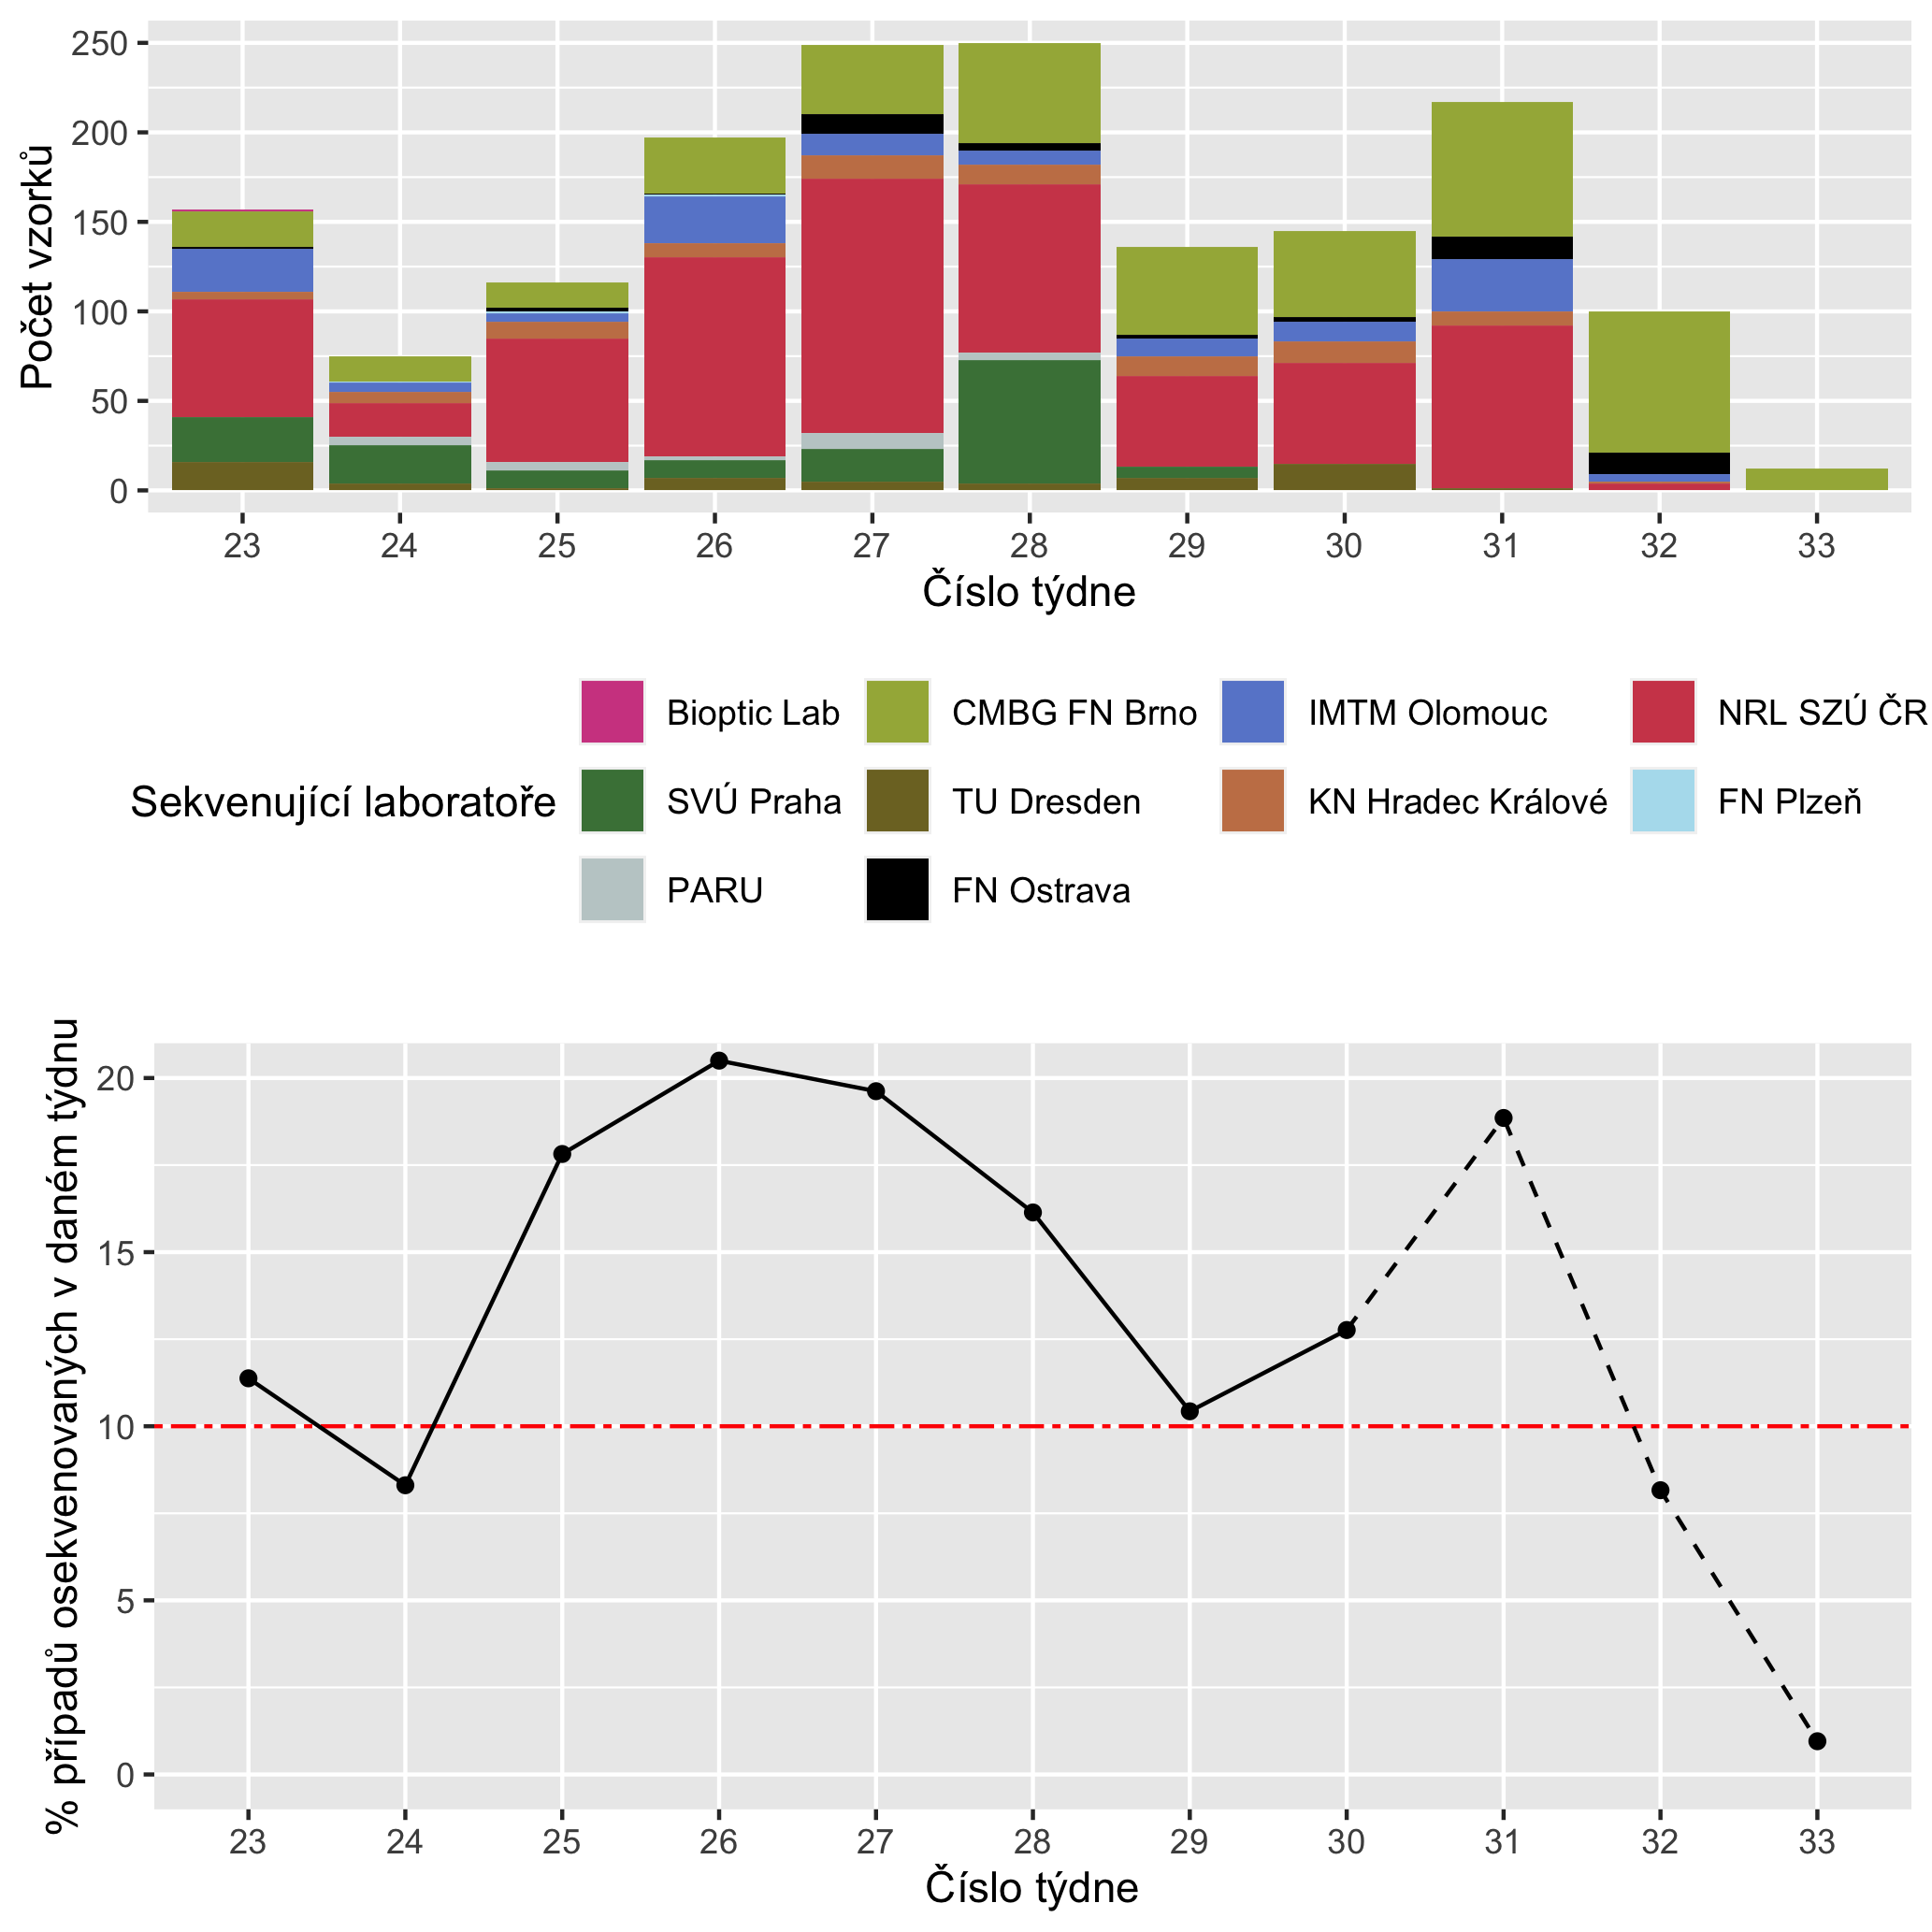 Počet vzorků
250
200
150
100
50
0
23 24 25 26 27 28 29 30 31 32 33
Číslo týdne
Sekvenující laboratoře
Bioptic Lab CMBG FN Brno IMTM Olomouc NRL SZÚ ČR
SVÚ Praha TU Dresden KN Hradec Králové FN Plzeň
PARU FN Ostrava
% případů osekvenovaných v daném týdnu
20
15
10
5
0
23 24 25 26 27 28 29 30 31 32 33
Číslo týdne